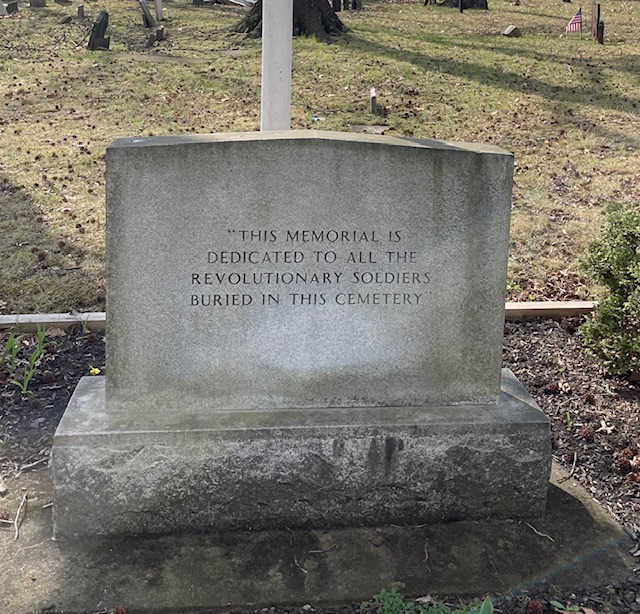 “THIS MEMORIAL IS
DEDICATED TO ALL THE
REVOLUTIONARY SOLDIERS
BURIED IN THIS CEMETERY”